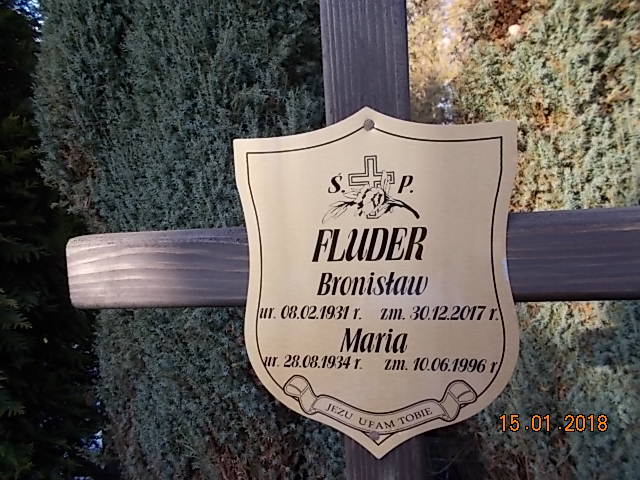 Ś. P.
FLUDER
Bronisław
ur. 08.02.1931 r. zm. 30.12.2017 r.
Maria
ur. 28.08.1934 r. zm. 10.06.1996 r
JEZU UFAM TOBIE
15.01.2018